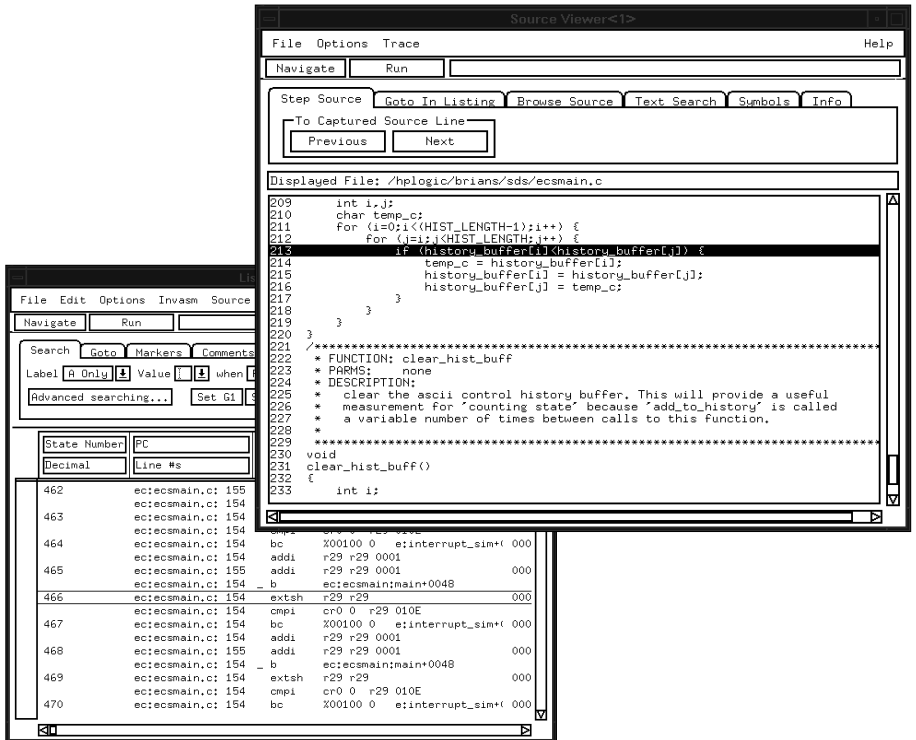 Source Viewer<1>
File Options Trace Help
Navigate Run
Step Source Goto In Listing Browse Source Text Search Symbols Info
To Captured Source Line
Previous Next
Displayed File: /hplogic/brians/sds/ecsmain.c
209 int i,j;
210 char temp_c;
211 for (i=0;i<(HIST_LENGTH-1);i++) {
212 for (j=i;j<HIST_LENGTH;j++) {
213 if (history_buffer[i]<history_buffer[j]) {
214 temp_c = history_buffer[i];
215 history_buffer[i] = history_buffer[j];
216 history_buffer[j] = temp_c;
217 }
218 }
219 }
220 }
221 /**************************************************************************
222 * FUNCTION: clear_hist_buff
223 * PARMS: none
224 * DESCRIPTION:
225 * clear the ascii control history buffer. This will provide a useful
226 * measurement for 'counting state' because 'add_to_history' is called
227 * a variable number of times between calls to this function.
228 *
229 **************************************************************************
230 void
231 clear_hist_buff()
232 {
233 int i;
Lis
File Edit Options Invasm Source
Navigate Run
Search Goto Markers Comments
Label A Only Value when
Advanced searching... Set G1
State Number PC
Decimal Line #s
462 ec:ecsmain.c: 155
ec:ecsmain.c: 154
463 ec:ecsmain.c: 154
ec:ecsmain.c: 154 cmpi cr0 0 r29 010E
464 ec:ecsmain.c: 154 bc %00100 0 e:interrupt_sim+( 000
ec:ecsmain.c: 154 addi r29 r29 0001
465 ec:ecsmain.c: 155 addi r29 r29 0001 000
ec:ecsmain.c: 154 _ b ec:ecsmain:main+0048
466 ec:ecsmain.c: 154 extsh r29 r29 000
ec:ecsmain.c: 154 cmpi cr0 0 r29 010E
467 ec:ecsmain.c: 154 bc %00100 0 e:interrupt_sim+( 000
ec:ecsmain.c: 154 addi r29 r29 0001
468 ec:ecsmain.c: 155 addi r29 r29 0001 000
ec:ecsmain.c: 154 _ b ec:ecsmain:main+0048
469 ec:ecsmain.c: 154 extsh r29 r29 000
ec:ecsmain.c: 154 cmpi cr0 0 r29 010E
470 ec:ecsmain.c: 154 bc %00100 0 e:interrupt_sim+( 000